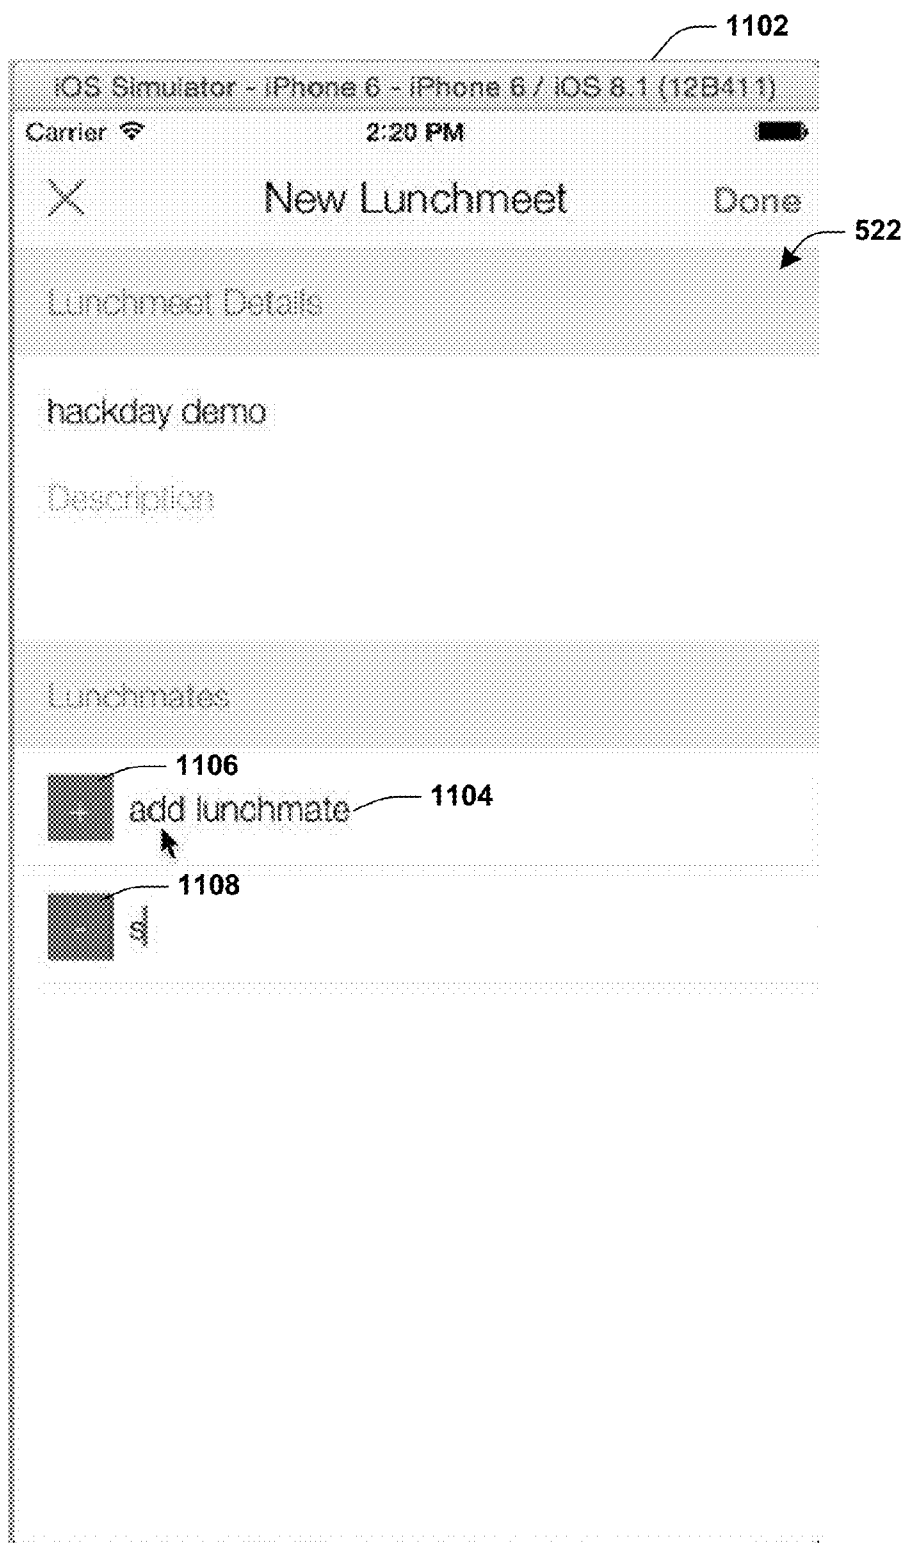 1102
iOS Simulator - iPhone 6 - iPhone 6 / iOS 8.1 (12B411)
Carrier 2:20 PM
New Lunchmeet Done
522
Lunchmeet Details
hackday demo
Description
Lunchmates
1106
add lunchmate 1104
1108
s